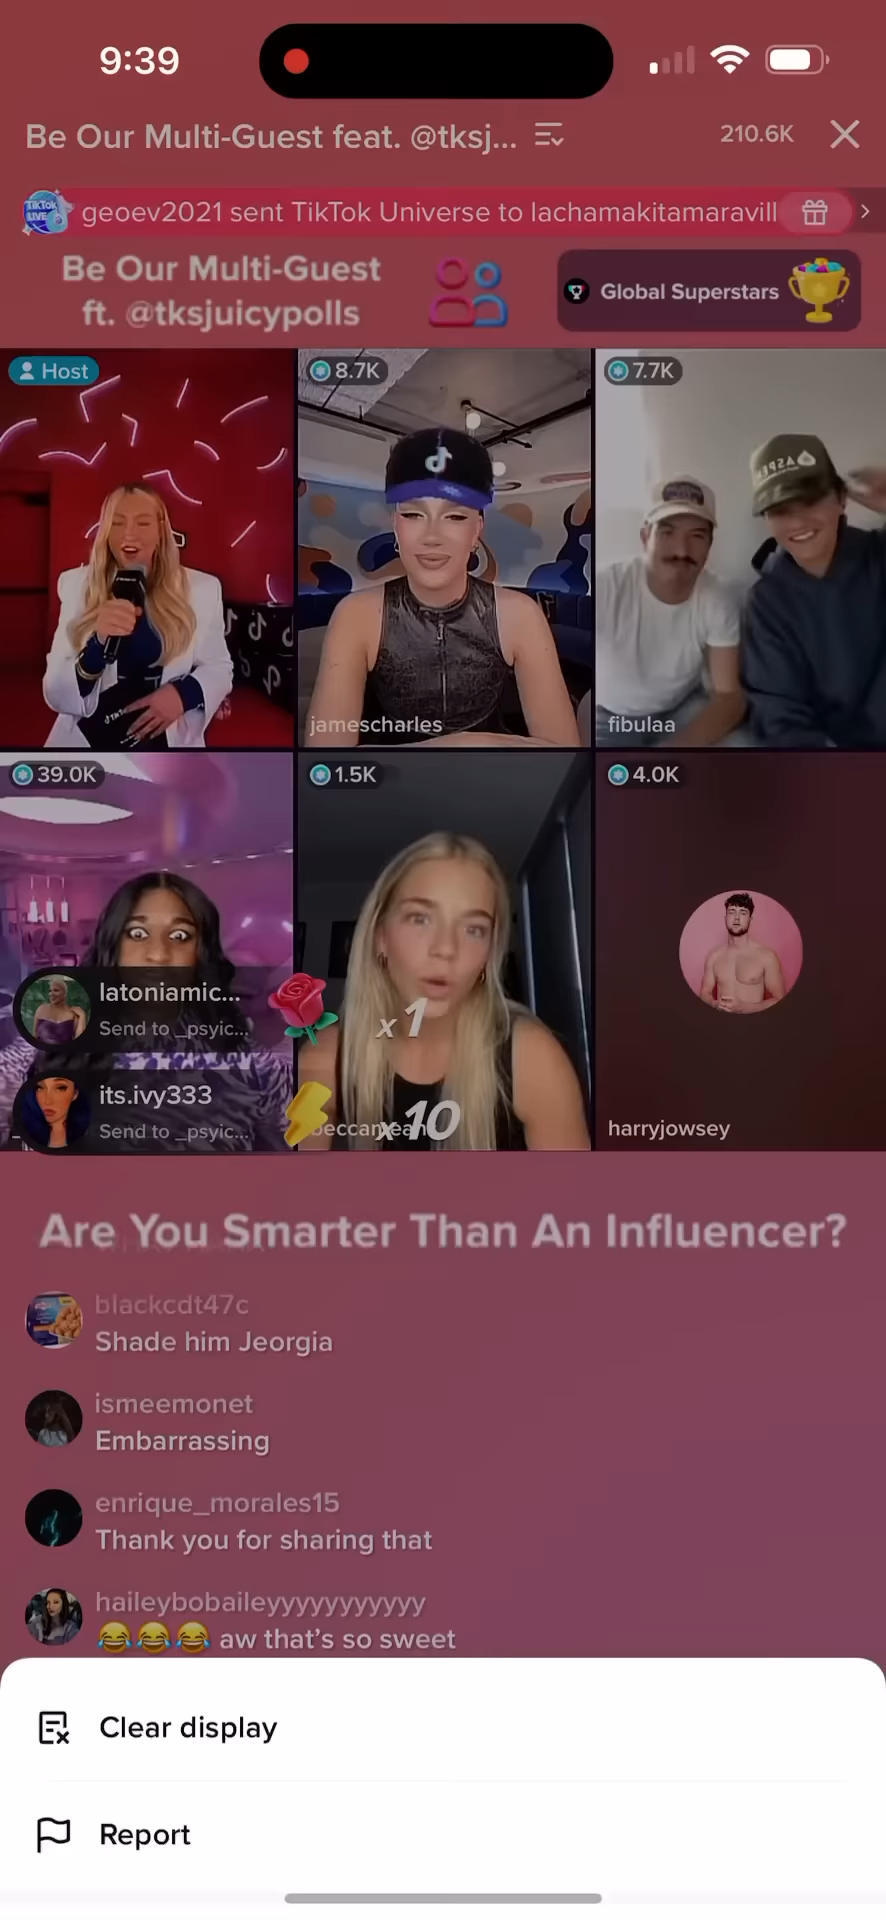 9:39
Be Our Multi-Guest feat. @tksj...
210.6K
TikTok
LIVE
geoev2021 sent TikTok Universe to lachamakitamaravill
Be Our Multi-Guest
ft. @tksjuicypolls
Global Superstars
Host
8.7K
7.7K
jamescharles
fibulaa
39.0K
1.5K
4.0K
latoniamic...
Send to _psyic...
x1
its.ivy333
Send to _psyic...
x10
harryjowsey
Are You Smarter Than An Influencer?
blackcdt47c
Shade him Jeorgia
ismeemonet
Embarrassing
enrique_morales15
Thank you for sharing that
haileybobaileyyyyyyyyyyy
😂😂😂 aw that's so sweet
Clear display
Report